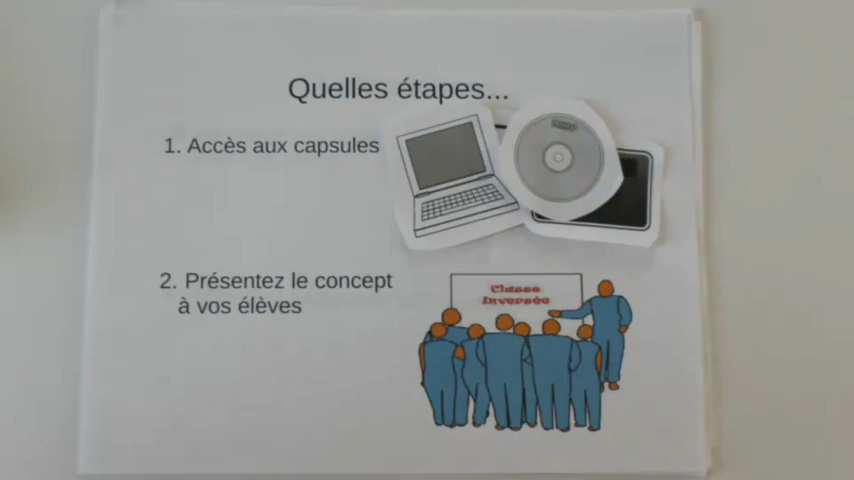 Quelles étapes...
1. Accès aux capsules
2. Présentez le concept
à vos élèves
Classe
Inversée